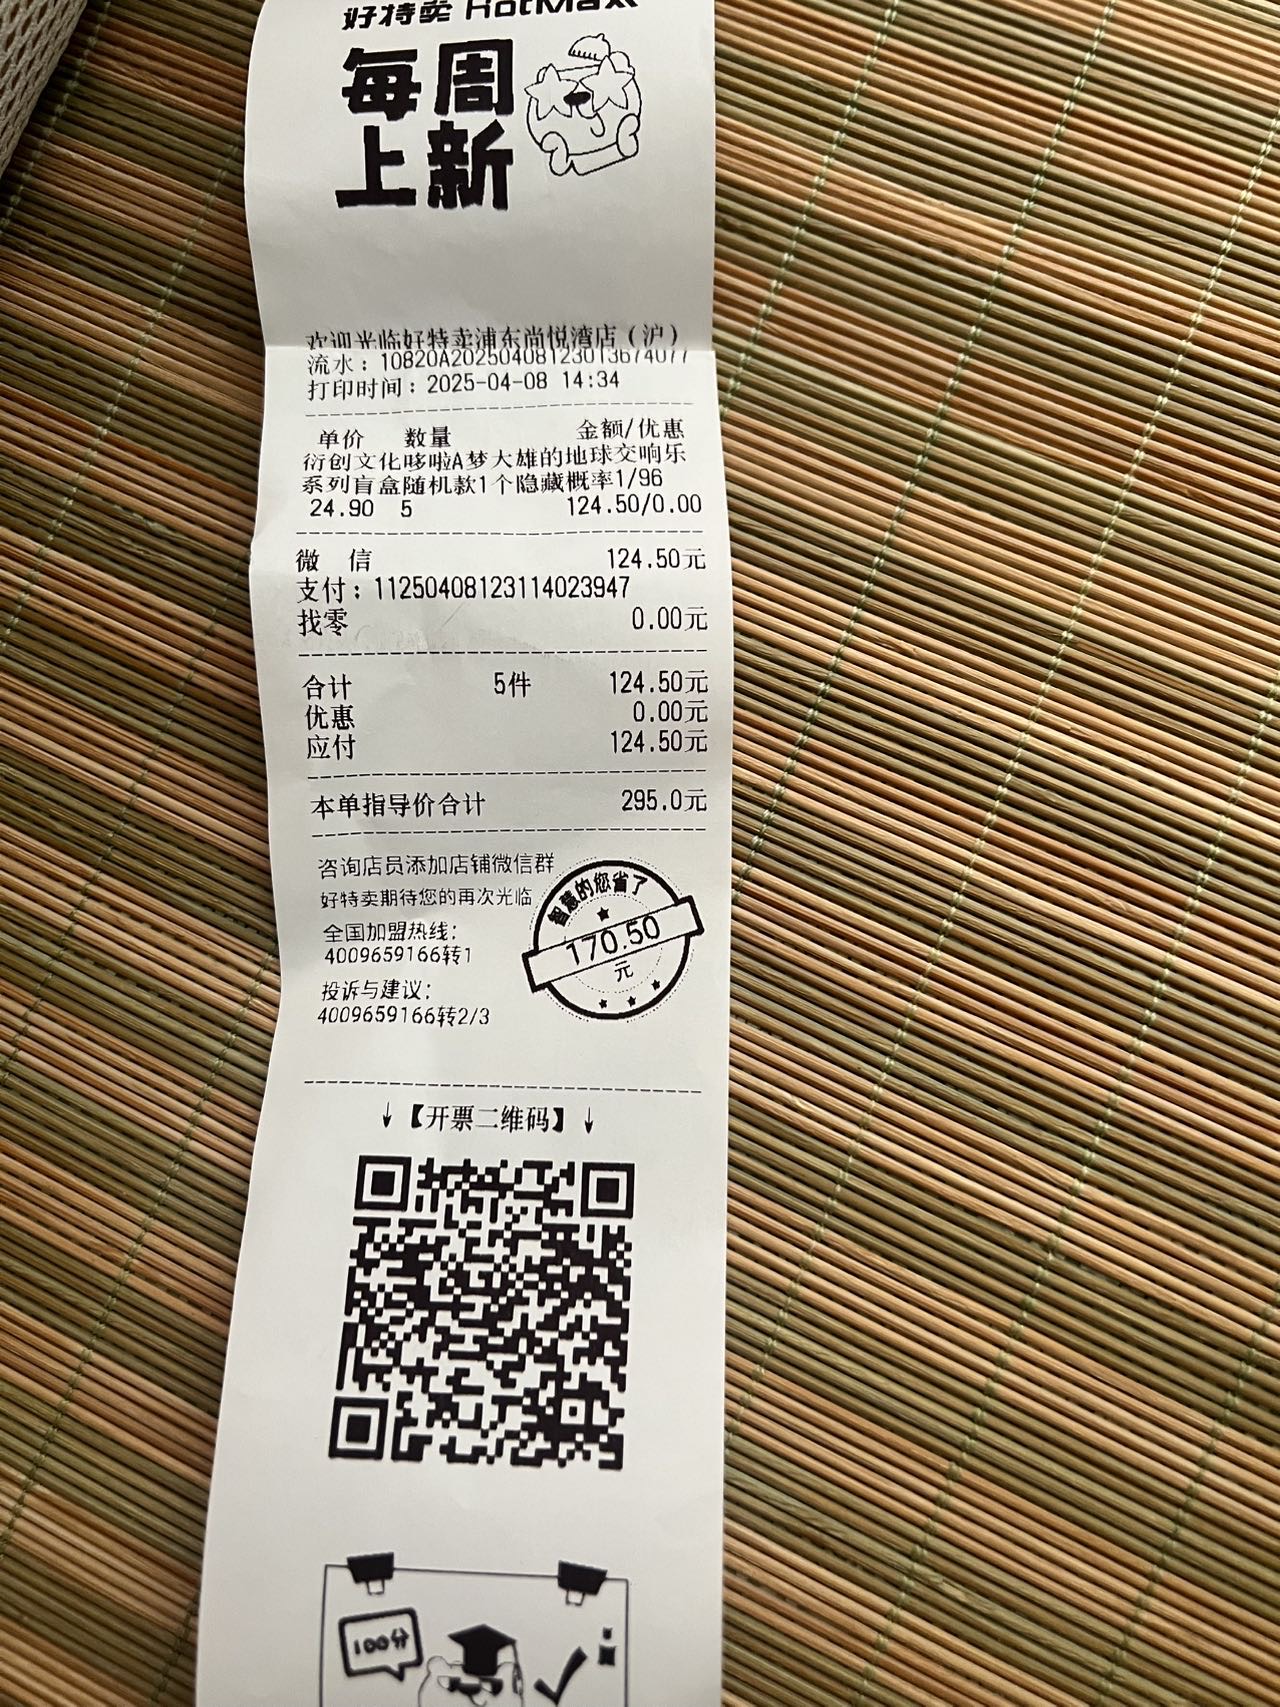 好特卖 HotMaxx
每周
上新
欢迎光临好特卖浦东尚悦湾店（沪）
流水：10820A20250408123013674077
打印时间：2025-04-08 14:34
单价 数量 金额/优惠
衍创文化哆啦A梦大雄的地球交响乐
系列盲盒随机款1个隐藏概率1/96
24.90 5 124.50/0.00
微 信 124.50元
支付：11250408123114023947
找零 0.00元
合计 5件 124.50元
优惠 0.00元
应付 124.50元
本单指导价合计 295.0元
咨询店员添加店铺微信群
好特卖期待您的再次光临
全国加盟热线：
4009659166转1
投诉与建议：
4009659166转2/3
智慧的您省了
170.50
元
↓【开票二维码】↓
100分